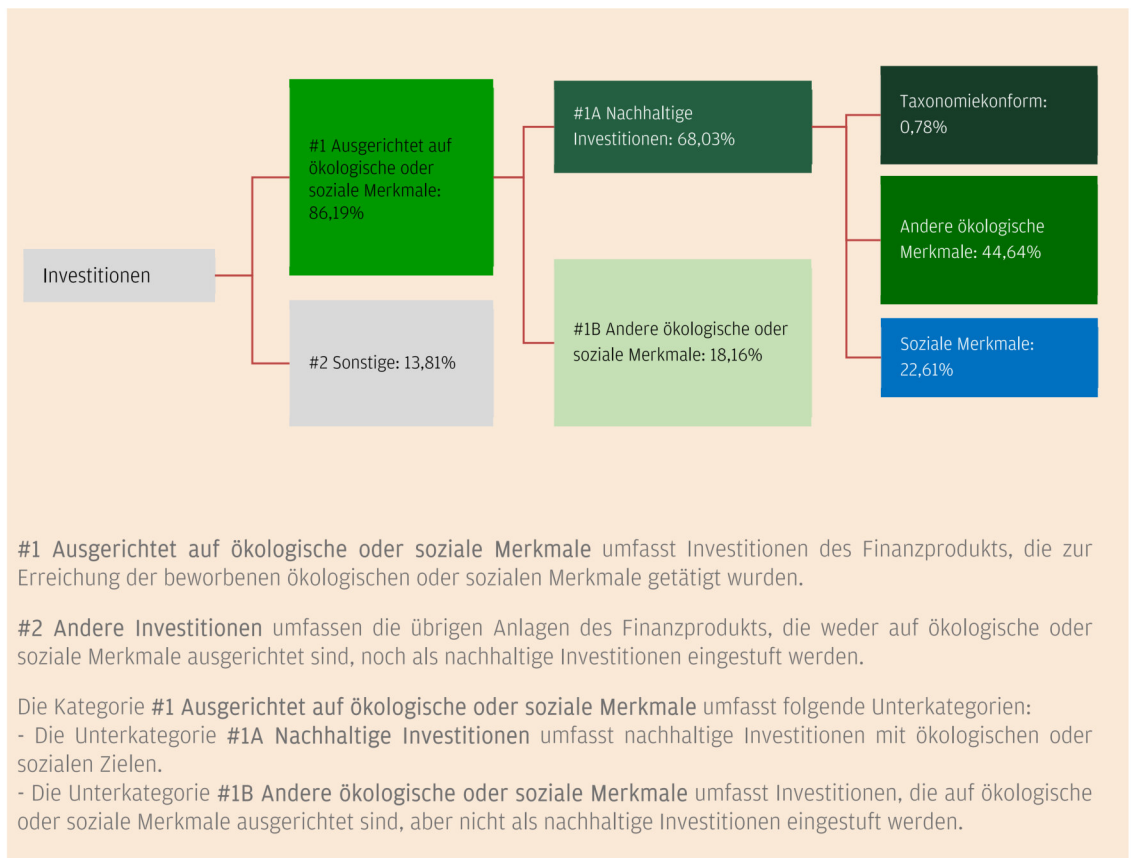 Investitionen
#1 Ausgerichtet auf
ökologische oder
soziale Merkmale:
86,19%
#2 Sonstige: 13,81%
#1A Nachhaltige
Investitionen: 68,03%
#1B Andere ökologische oder
soziale Merkmale: 18,16%
Taxonomiekonform:
0,78%
Andere ökologische
Merkmale: 44,64%
Soziale Merkmale:
22,61%
#1 Ausgerichtet auf ökologische oder soziale Merkmale umfasst Investitionen des Finanzprodukts, die zur
Erreichung der beworbenen ökologischen oder sozialen Merkmale getätigt wurden.
#2 Andere Investitionen umfassen die übrigen Anlagen des Finanzprodukts, die weder auf ökologische oder
soziale Merkmale ausgerichtet sind, noch als nachhaltige Investitionen eingestuft werden.
Die Kategorie #1 Ausgerichtet auf ökologische oder soziale Merkmale umfasst folgende Unterkategorien:
- Die Unterkategorie #1A Nachhaltige Investitionen umfasst nachhaltige Investitionen mit ökologischen oder
sozialen Zielen.
- Die Unterkategorie #1B Andere ökologische oder soziale Merkmale umfasst Investitionen, die auf ökologische
oder soziale Merkmale ausgerichtet sind, aber nicht als nachhaltige Investitionen eingestuft werden.